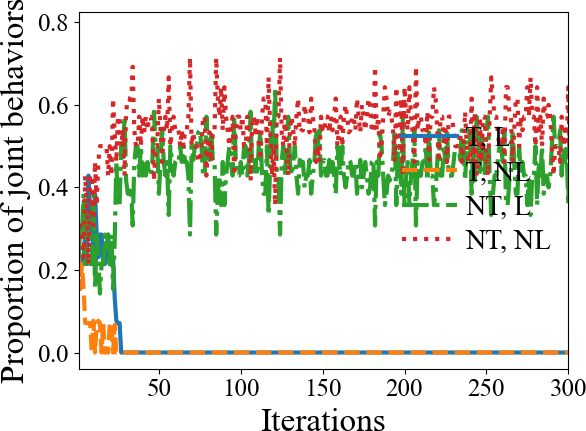 Proportion of joint behaviors
0.8
0.6
0.4
0.2
0.0
T, L
T, NL
NT, L
NT, NL
50 100 150 200 250 300
Iterations